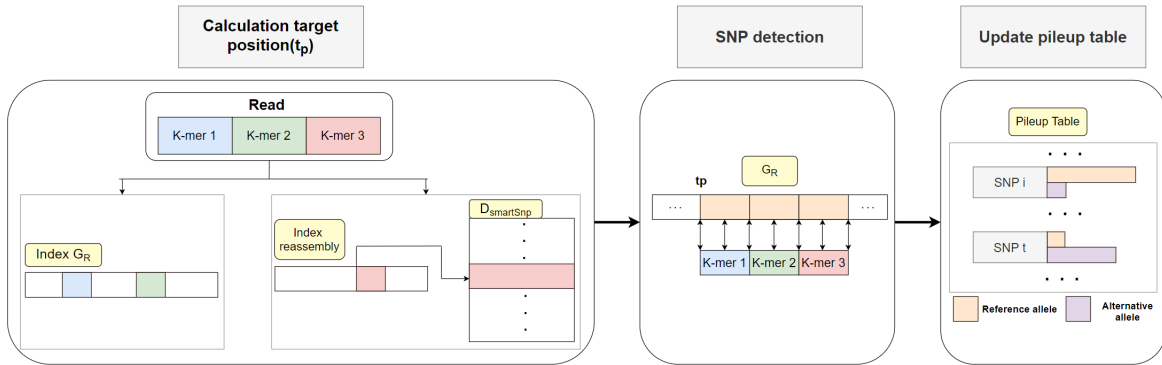 Calculation target
position(tp)
SNP detection
Update pileup table
Read
K-mer 1 K-mer 2 K-mer 3
Index GR
Index
reassembly
DsmartSnp
tp
GR
... ...
K-mer 1 K-mer 2 K-mer 3
Pileup Table
. . .
SNP i
. . .
SNP t
. . .
Reference allele
Alternative
allele